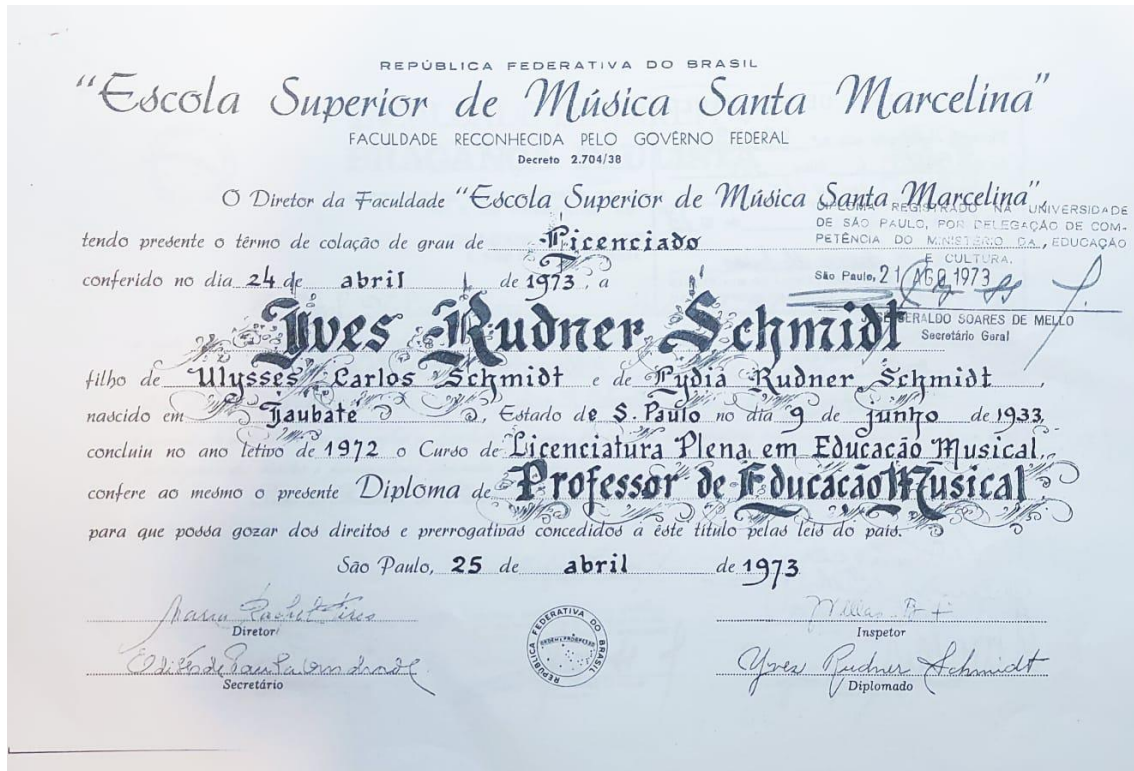 REPÚBLICA FEDERATIVA DO BRASIL
"Escola Superior de Música Santa Marcelina"
FACULDADE RECONHECIDA PELO GOVÊRNO FEDERAL
Decreto 2.704/38
O Diretor da Faculdade "Escola Superior de Música Santa Marcelina",
DIPLOMA REGISTRADO NA UNIVERSIDADE
DE SÃO PAULO, POR DELEGAÇÃO DE COM-
PETÊNCIA DO MINISTÉRIO DA, EDUCAÇÃO
E CULTURA.
São Paulo, 21 AGO 1973
JOSÉ GERALDO SOARES DE MELLO
Secretário Geral
tendo presente o têrmo de colação de grau de Licenciado
conferido no dia 24 de abril de 1973, a
Yves Rudner Schmidt
filho de Ulysses Carlos Schmidt e de Lydia Rudner Schmidt,
nascido em Taubaté, Estado de S. Paulo no dia 9 de junho de 1933,
concluiu no ano letivo de 1972 o Curso de Licenciatura Plena em Educação Musical,
confere ao mesmo o presente Diploma de Professor de Educação Musical
para que possa gozar dos direitos e prerrogativas concedidos a êste título pelas leis do país.
São Paulo, 25 de abril de 1973
Diretor
Inspetor
REPÚBLICA FEDERATIVA DO BRASIL
ORDEM E PROGRESSO
Yves Rudner Schmidt
Secretário
Diplomado